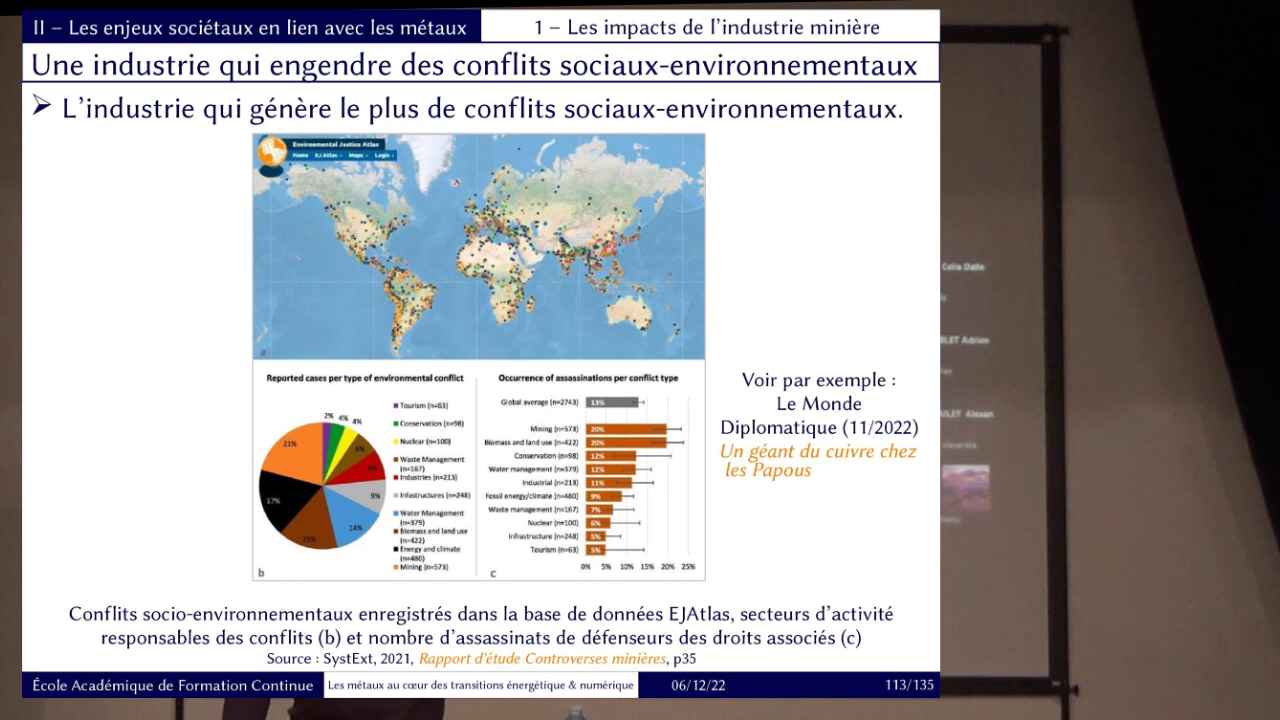 II – Les enjeux sociétaux en lien avec les métaux
1 – Les impacts de l'industrie minière
Une industrie qui engendre des conflits sociaux-environnementaux
➢ L'industrie qui génère le plus de conflits sociaux-environnementaux.
Environmental Justice Atlas
Home EJ Atlas Maps Login
a
Reported cases per type of environmental conflict
2% 4% 4%
6%
8%
9%
14%
15%
17%
21%
Tourism (n=63)
Conservation (n=98)
Nuclear (n=100)
Waste Management
(n=167)
Industries (n=213)
Infastructures (n=248)
Water Management
(n=379)
Biomass and land use
(n=422)
Energy and climate
(n=480)
Mining (n=573)
b
Occurrence of assassinations per conflict type
Global average (n=2743) 13%
Mining (n=573) 20%
Biomass and land use (n=422) 20%
Conservation (n=98) 12%
Water management (n=379) 12%
Industrial (n=213) 11%
Fossil energy/climate (n=480) 9%
Waste management (n=167) 7%
Nuclear (n=100) 6%
Infrastructure (n=248) 5%
Tourism (n=63) 5%
0% 5% 10% 15% 20% 25%
c
Voir par exemple :
Le Monde
Diplomatique (11/2022)
Un géant du cuivre chez
les Papous
Conflits socio-environnementaux enregistrés dans la base de données EJAtlas, secteurs d'activité
responsables des conflits (b) et nombre d'assassinats de défenseurs des droits associés (c)
Source : SystExt, 2021, Rapport d'étude Controverses minières, p35
École Académique de Formation Continue
Les métaux au cœur des transitions énergétique & numérique
06/12/22
113/135
Celia Dalle
BLET Adrien